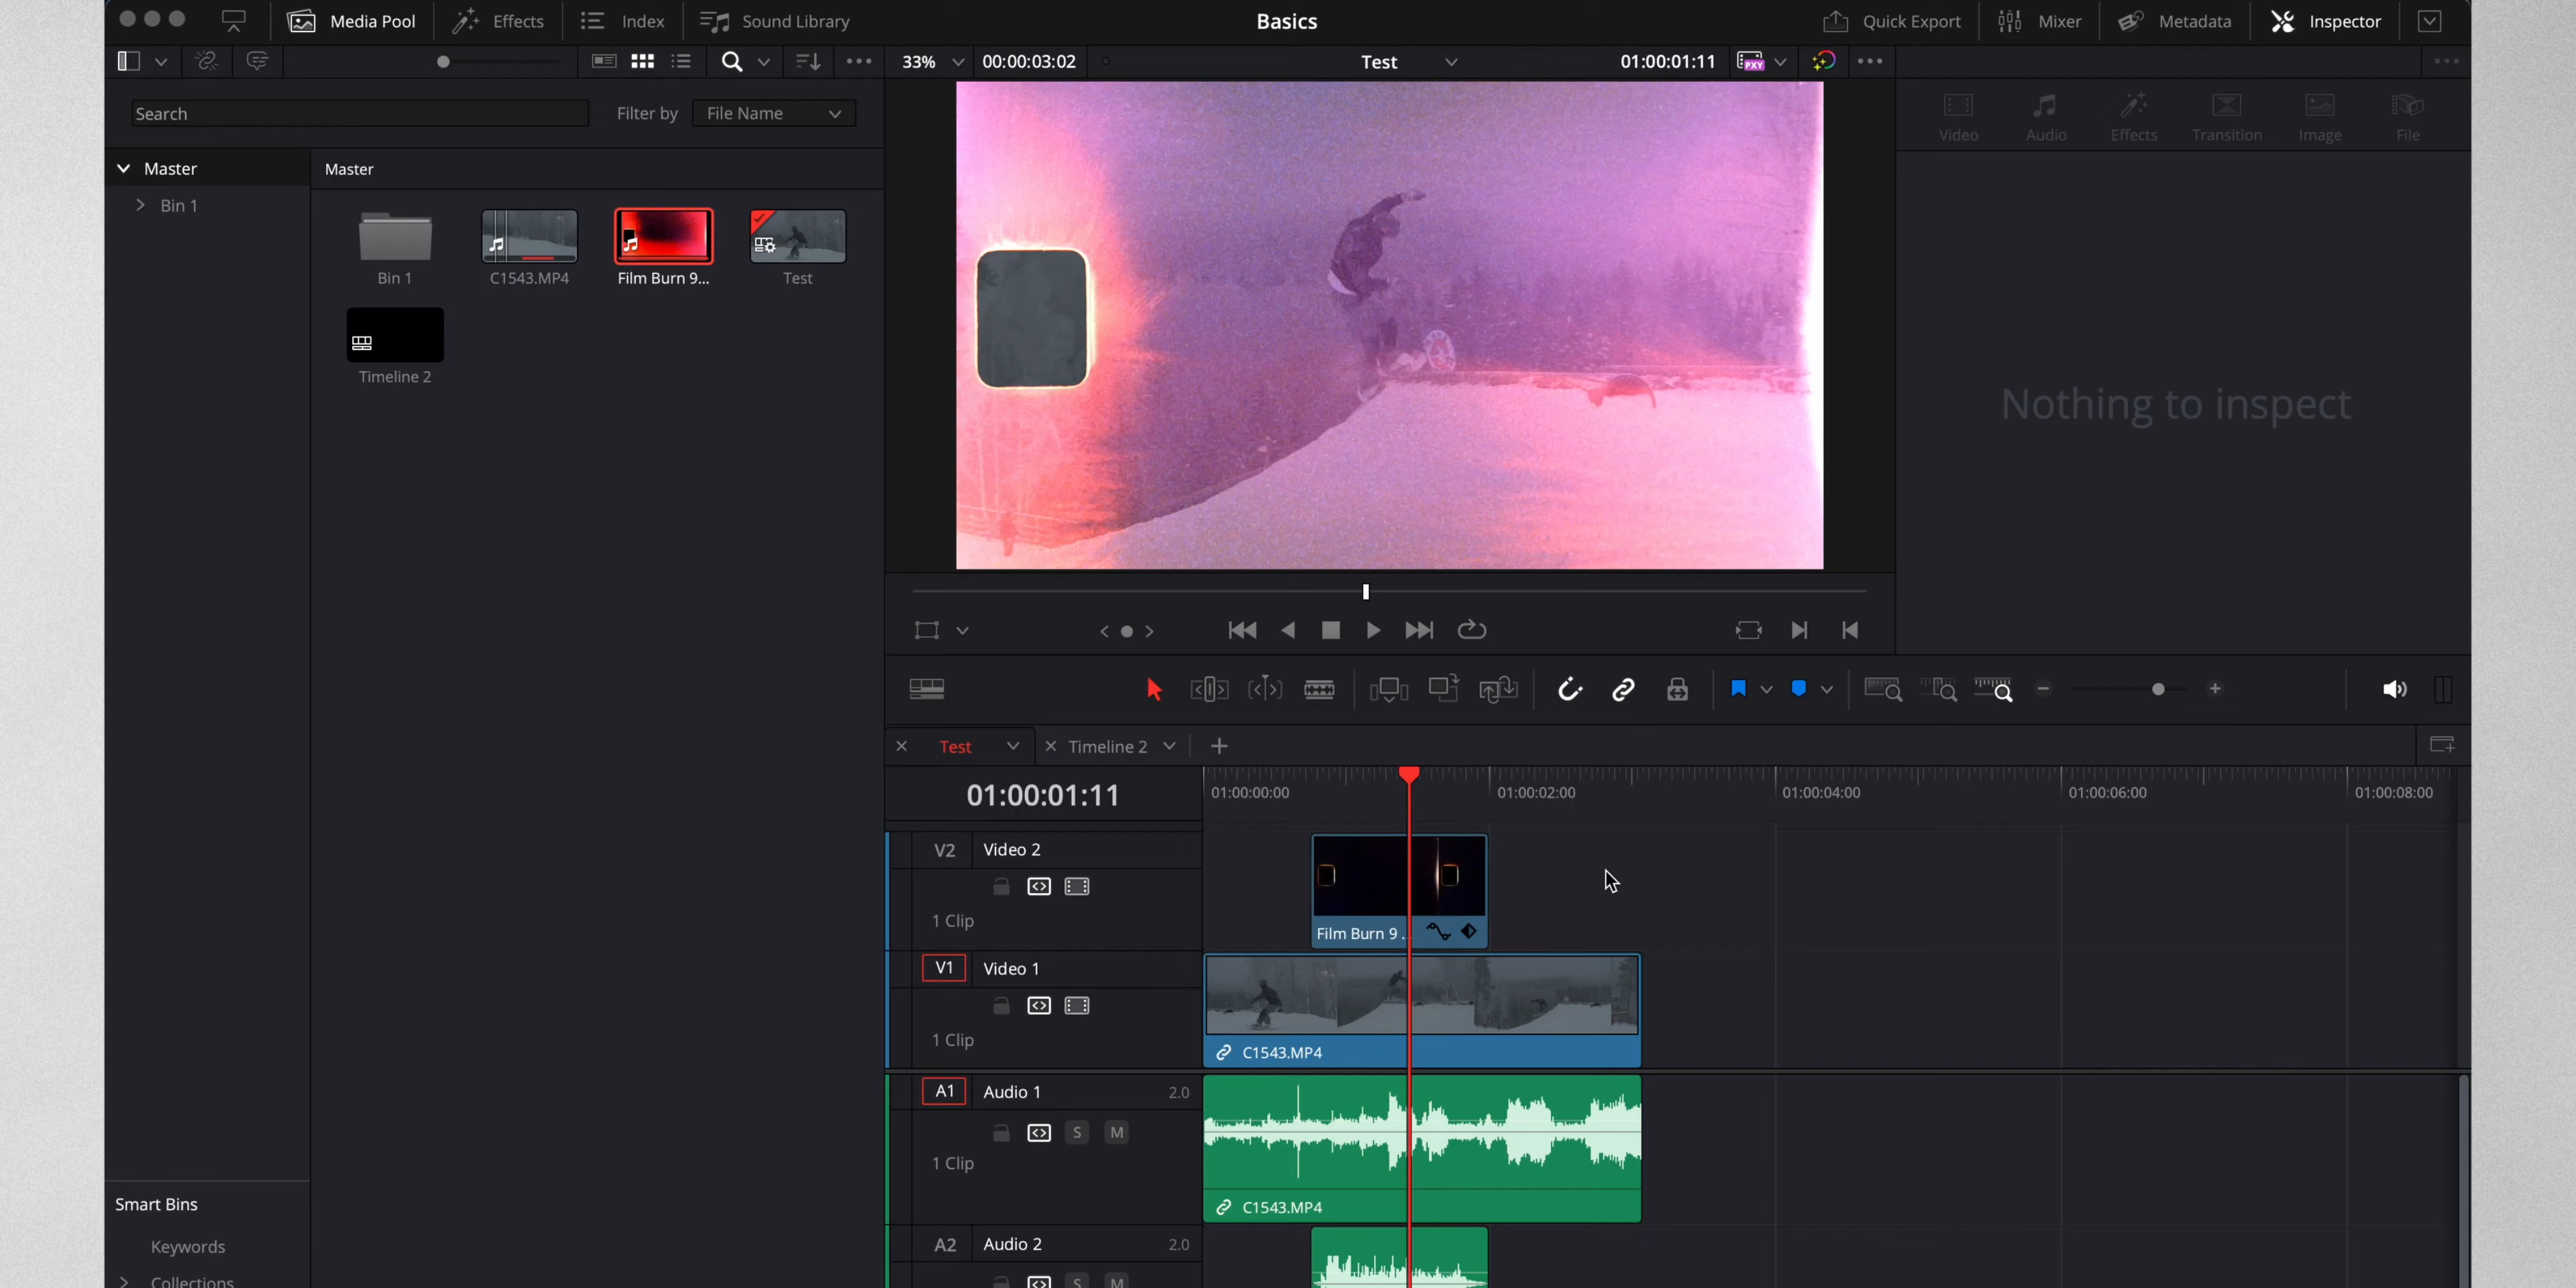 Media Pool
Effects
Index
Sound Library
Basics
Quick Export
Mixer
Metadata
Inspector
33%
00:00:03:02
Test
01:00:01:11
PXY
Search
Filter by
File Name
Video
Audio
Effects
Transition
Image
File
Master
Bin 1
Master
Bin 1
C1543.MP4
Film Burn 9...
Test
Timeline 2
Nothing to inspect
Test
Timeline 2
01:00:01:11
01:00:00:00
01:00:02:00
01:00:04:00
01:00:06:00
01:00:08:00
V2
Video 2
1 Clip
Film Burn 9 ..
V1
Video 1
1 Clip
C1543.MP4
A1
Audio 1
2.0
S
M
1 Clip
C1543.MP4
A2
Audio 2
2.0
S
M
Smart Bins
Keywords
Collections